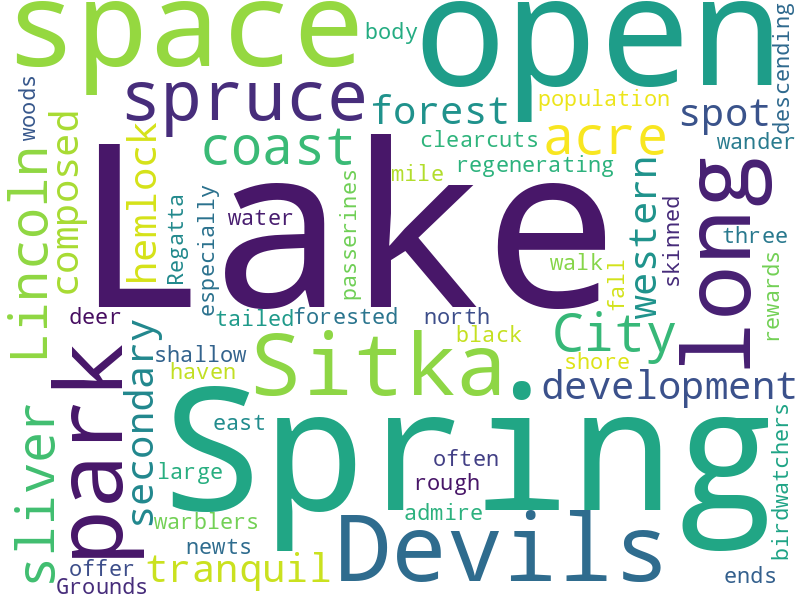 space
open
body
descending
woods
spruce
forest
population
spot
acre
coast
clearcuts
wander
regenerating
mile
Lincoln
composed
hemlock
Lake
long
western
skinned
passerines
especially
Regatta
water
three
walk
fall
rewards
deer
tailed
forested
north
City
black
shallow
haven
shore
park
secondary
Sitka
development
Spring
sliver
east
birdwatchers
large
often
rough
warblers
admire
newts
Devils
offer
tranquil
Grounds
ends